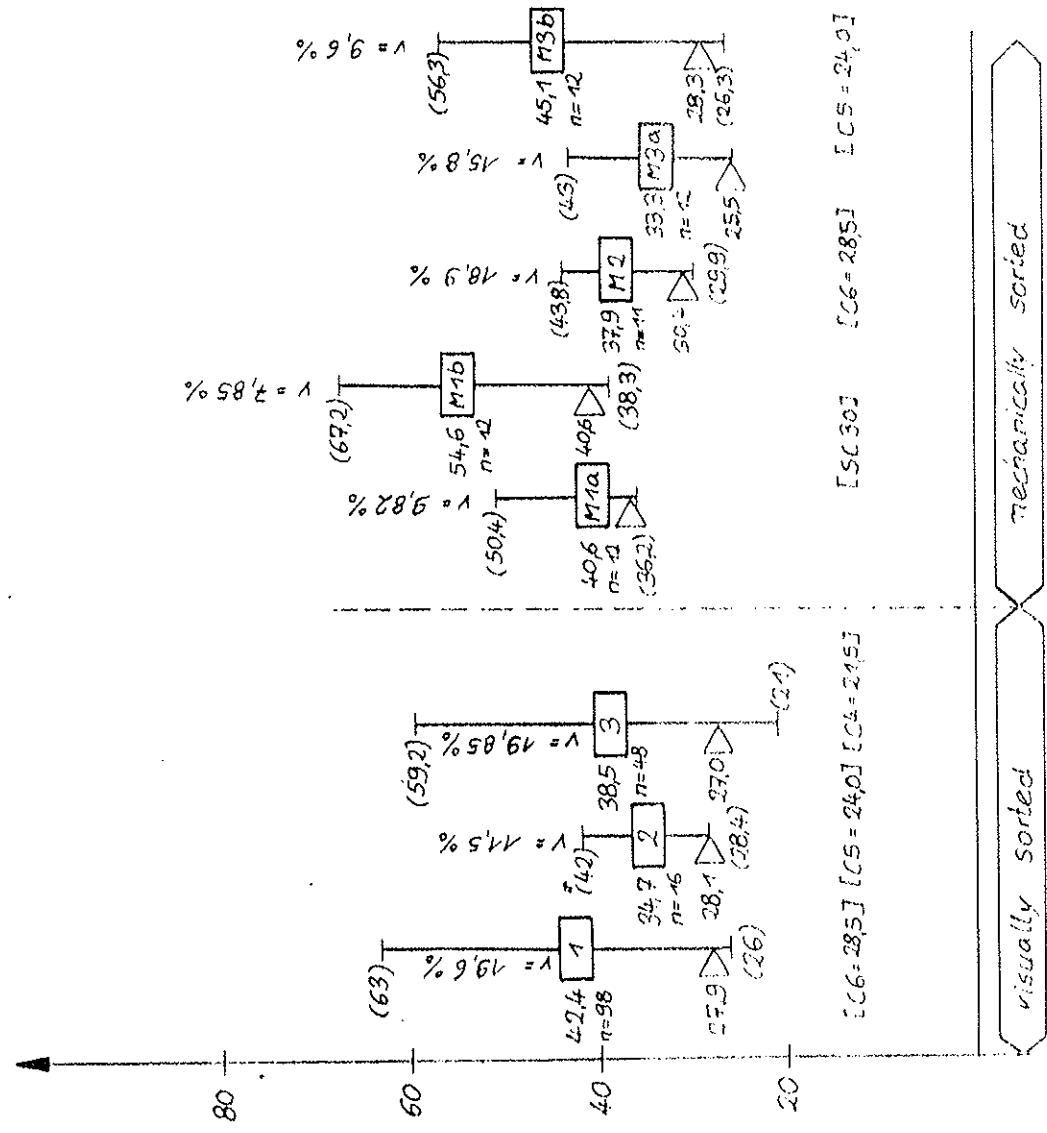 80
60
40
20
(63)
v = 19,6 %
1
42,4
n=98
27,9
(26)
(42)
v = 11,5 %
2
34,7
n=16
28,1
(28,4)
(59,2)
v = 19,85 %
3
38,5
n=48
27,0
(21)
[C6=28,5] [C5=24,0] [C4=21,5]
visually sorted
(50,4)
v = 9,82 %
M1a
40,6
n=12
(36,2)
(67,2)
v = 7,85 %
M1b
54,6
n=12
40,6
(38,3)
[SC30]
(43,8)
v = 18,9 %
M2
37,9
n=11
(29,9)
[C6=28,5]
(43)
v = 15,8 %
M3a
33,3
n=12
25,5
(56,3)
v = 9,6 %
M3b
45,1
n=12
28,3
(26,3)
[C5=24,0]
mechanically sorted